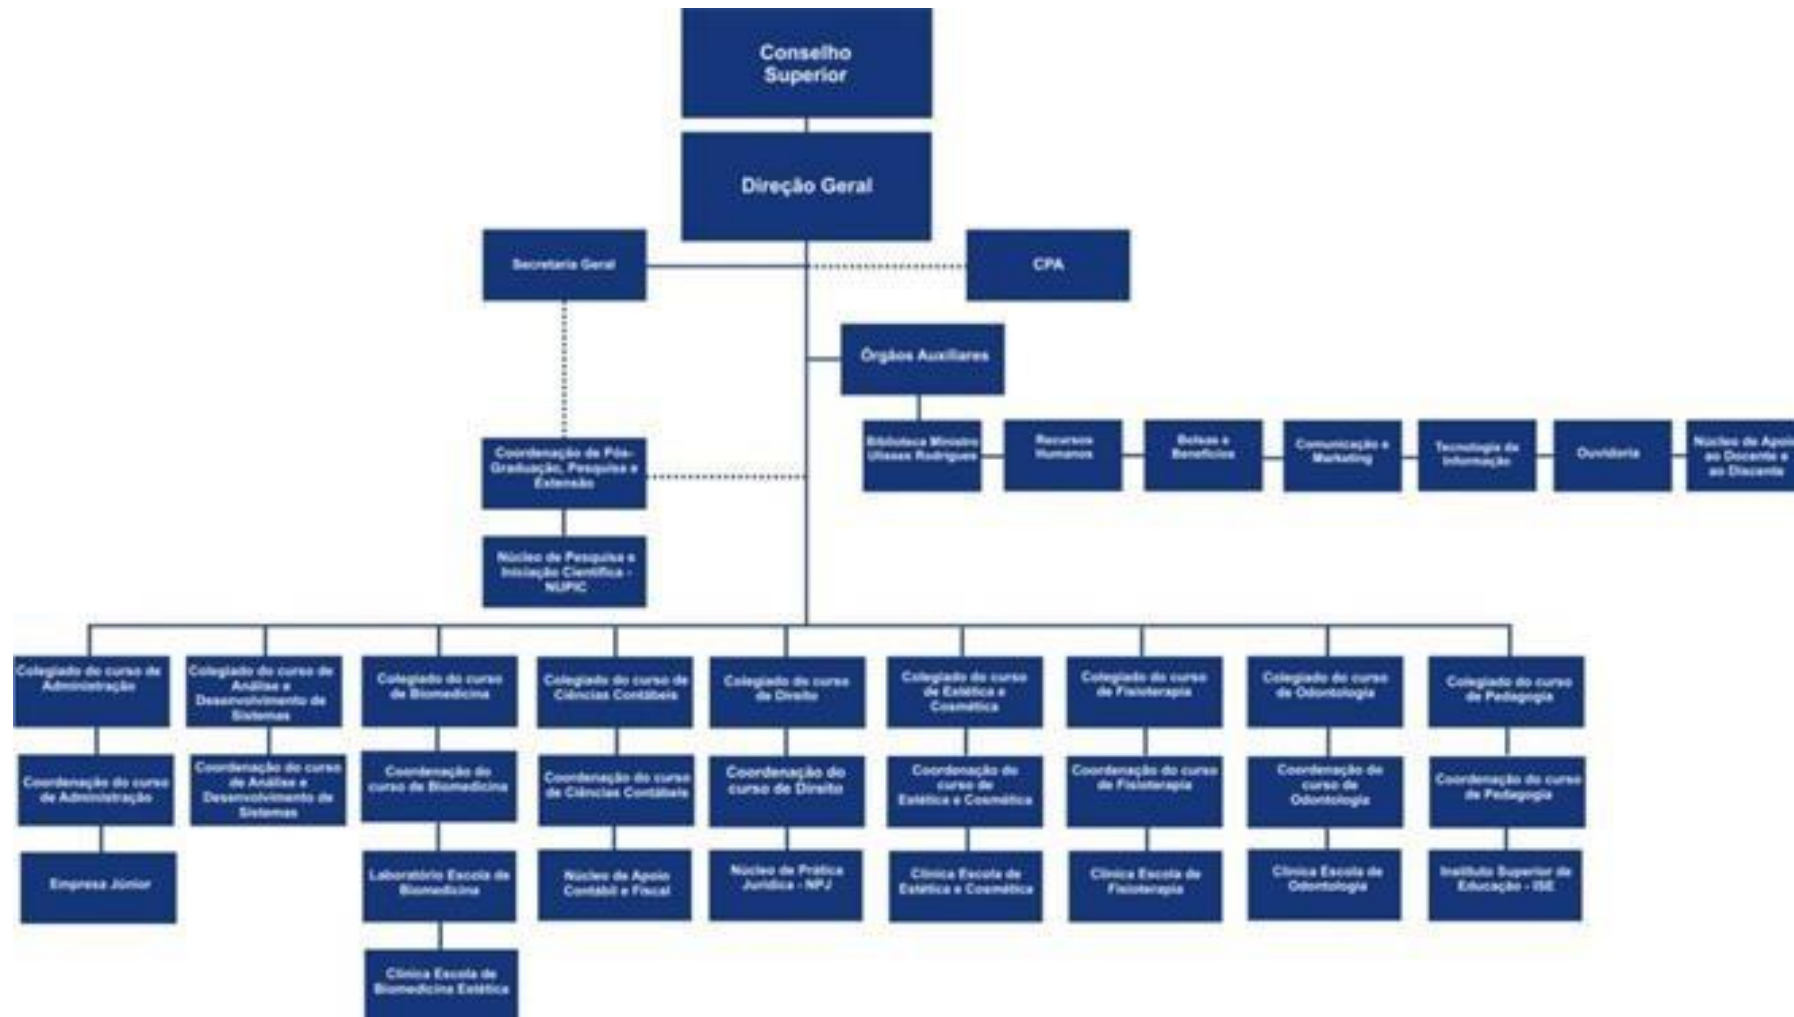 Conselho
Superior
Direção Geral
Secretaria Geral
CPA
Órgãos Auxiliares
Biblioteca Ministro
Ulisses Rodrigues
Recursos
Humanos
Bolsas e
Benefícios
Comunicação e
Marketing
Tecnologia da
Informação
Ouvidoria
Núcleo de Apoio
ao Docente e
ao Discente
Coordenação de Pós-
Graduação, Pesquisa e
Extensão
Núcleo de Pesquisa e
Iniciação Científica -
NUPIC
Colegiado do curso de
Administração
Colegiado do curso de
Análise e
Desenvolvimento de
Sistemas
Colegiado do curso
de Biomedicina
Colegiado do curso de
Ciências Contábeis
Colegiado do curso
de Direito
Colegiado do curso
de Estética e
Cosmética
Colegiado do curso
de Fisioterapia
Colegiado do curso
de Odontologia
Colegiado do curso
de Pedagogia
Coordenação do curso
de Administração
Coordenação do curso
de Análise e
Desenvolvimento de
Sistemas
Coordenação do
curso de Biomedicina
Coordenação do curso
de Ciências Contábeis
Coordenação do
curso de Direito
Coordenação do
curso de
Estética e Cosmética
Coordenação do curso
de Fisioterapia
Coordenação do
curso de
Odontologia
Coordenação do curso
de Pedagogia
Empresa Júnior
Laboratório Escola de
Biomedicina
Núcleo de Apoio
Contábil e Fiscal
Núcleo de Prática
Jurídica - NPJ
Clínica Escola de
Estética e Cosmética
Clínica Escola de
Fisioterapia
Clínica Escola de
Odontologia
Instituto Superior de
Educação - ISE
Clínica Escola de
Biomedicina Estética